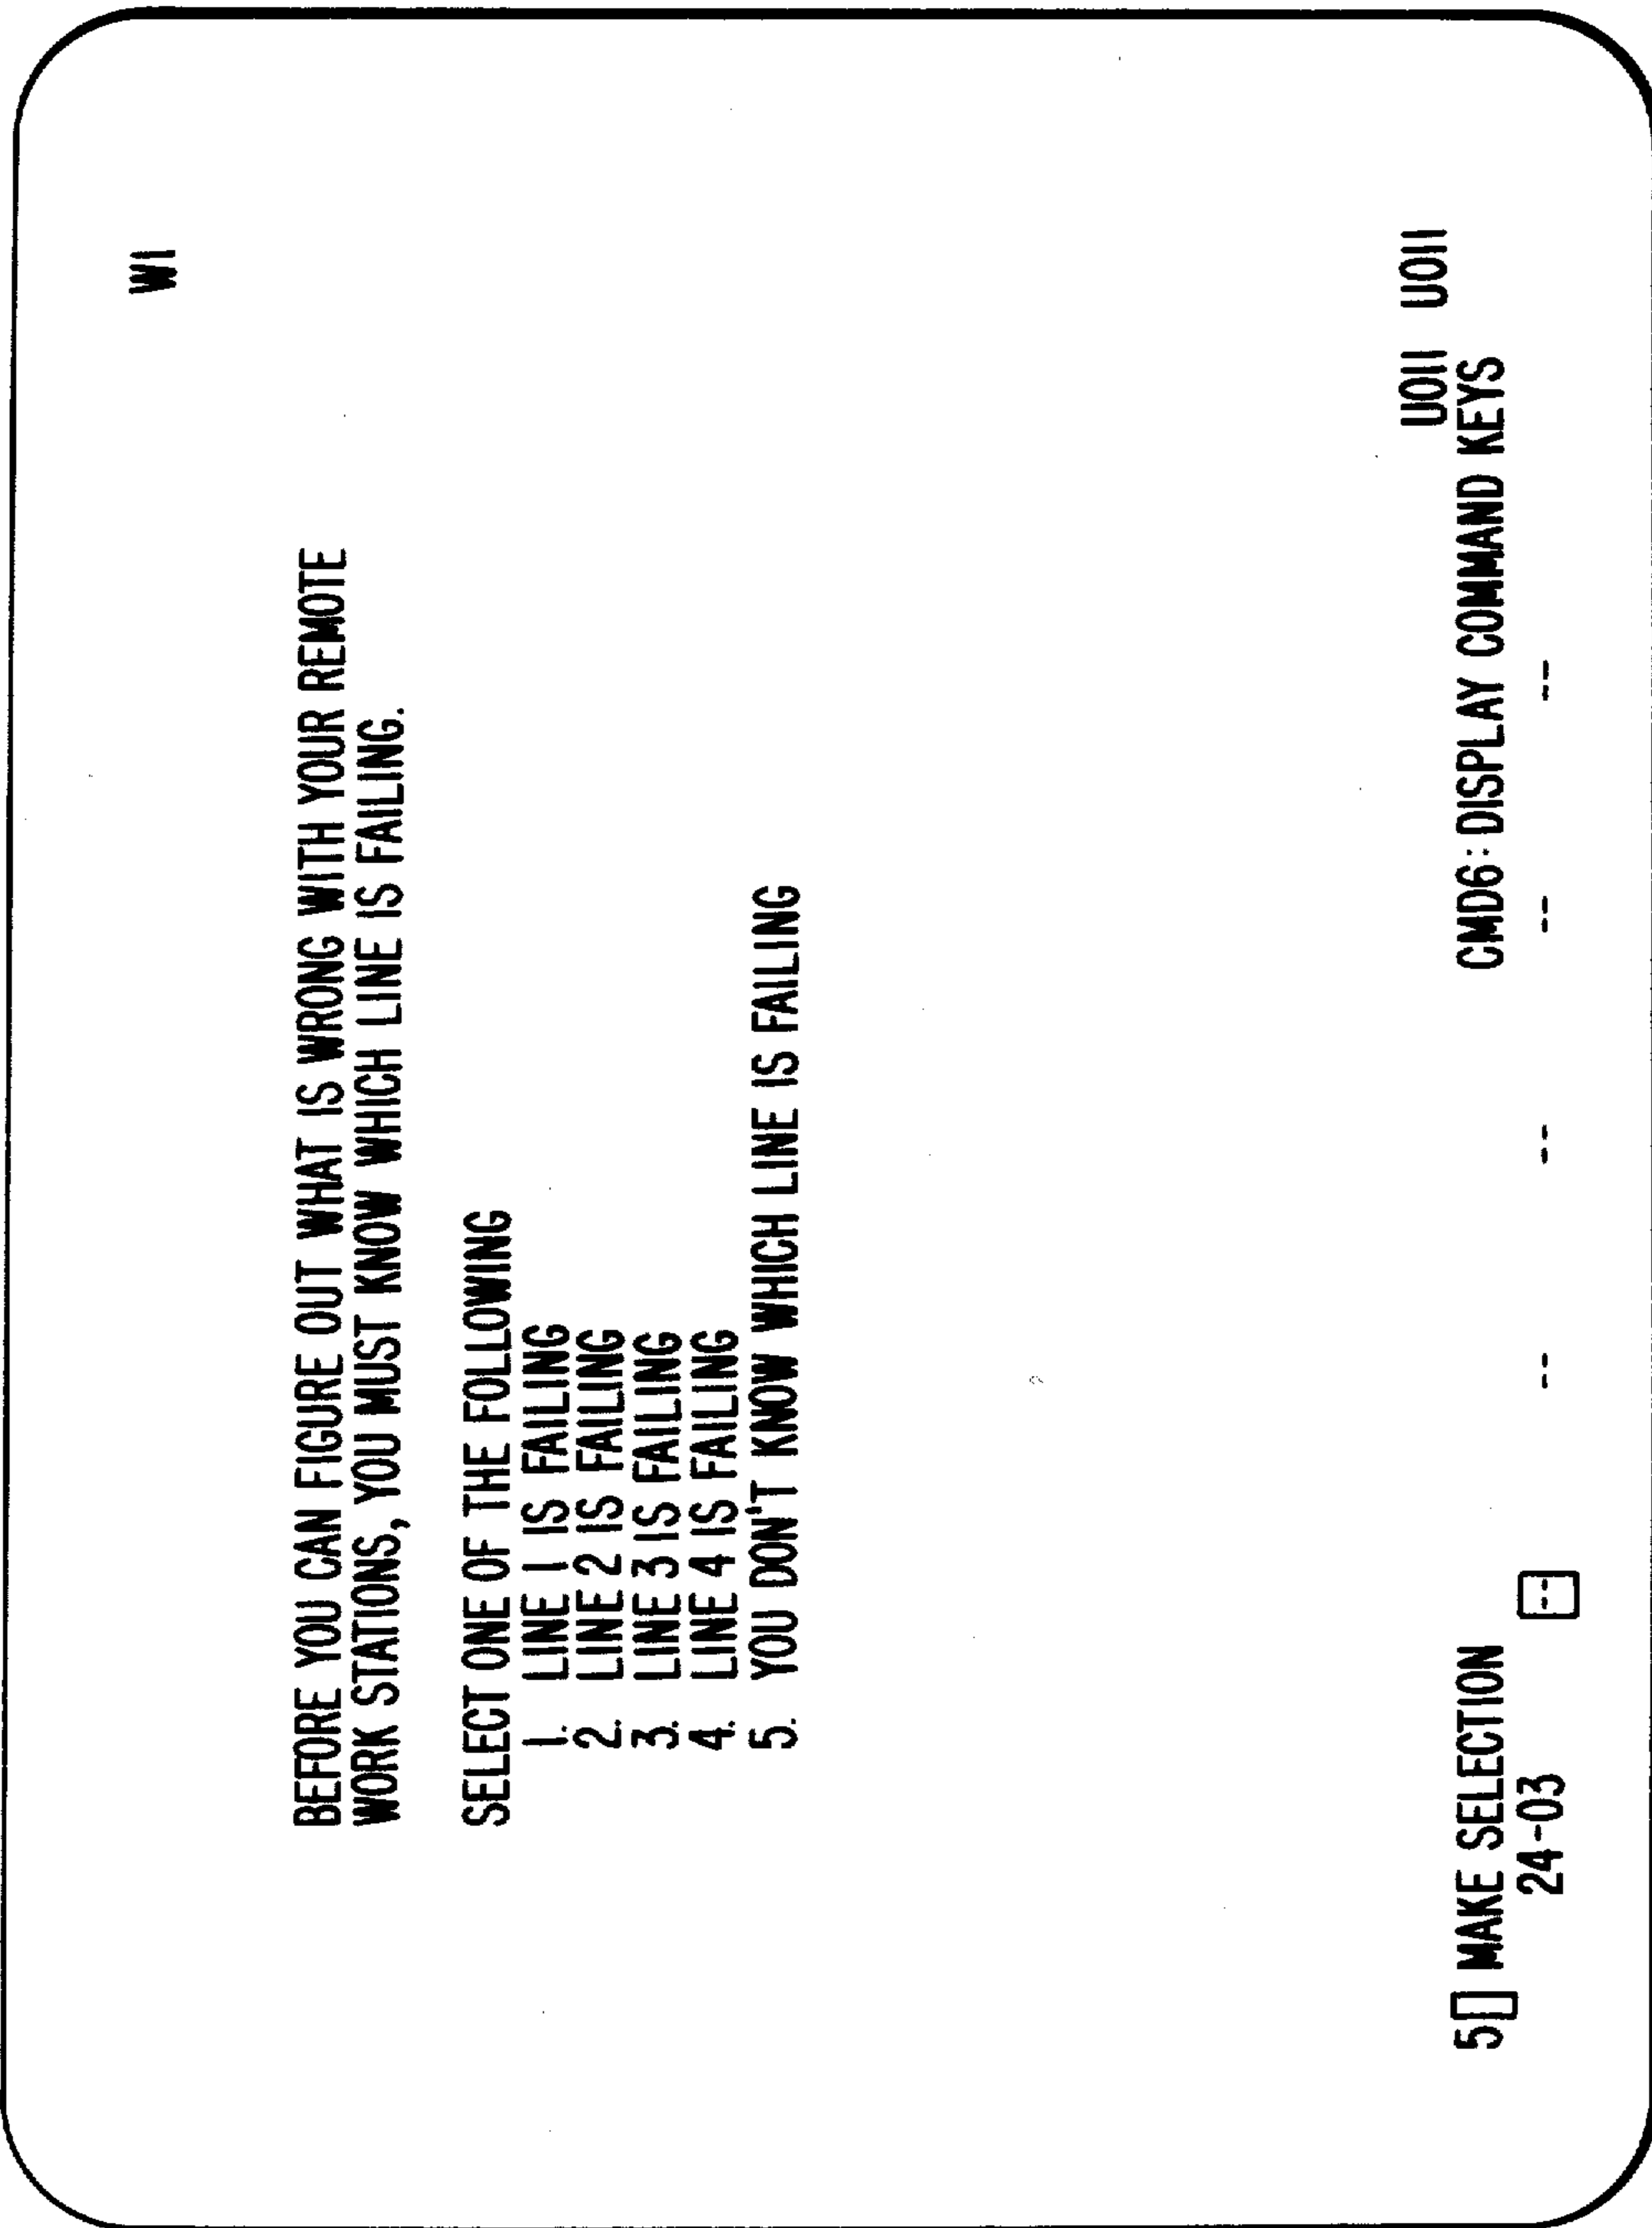 W1
BEFORE YOU CAN FIGURE OUT WHAT IS WRONG WITH YOUR REMOTE
WORK STATIONS, YOU MUST KNOW WHICH LINE IS FAILING.
SELECT ONE OF THE FOLLOWING
1. LINE 1 IS FAILING
2. LINE 2 IS FAILING
3. LINE 3 IS FAILING
4. LINE 4 IS FAILING
5. YOU DON'T KNOW WHICH LINE IS FAILING
U011 U011
5[] MAKE SELECTION CMD6: DISPLAY COMMAND KEYS
24-03 -- -- -- -- --